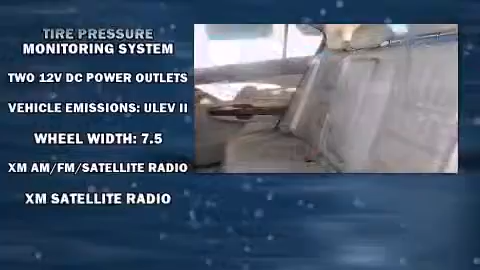 TIRE PRESSURE
MONITORING SYSTEM
TWO 12V DC POWER OUTLETS
VEHICLE EMISSIONS: ULEV II
WHEEL WIDTH: 7.5
XM AM/FM/SATELLITE RADIO
XM SATELLITE RADIO